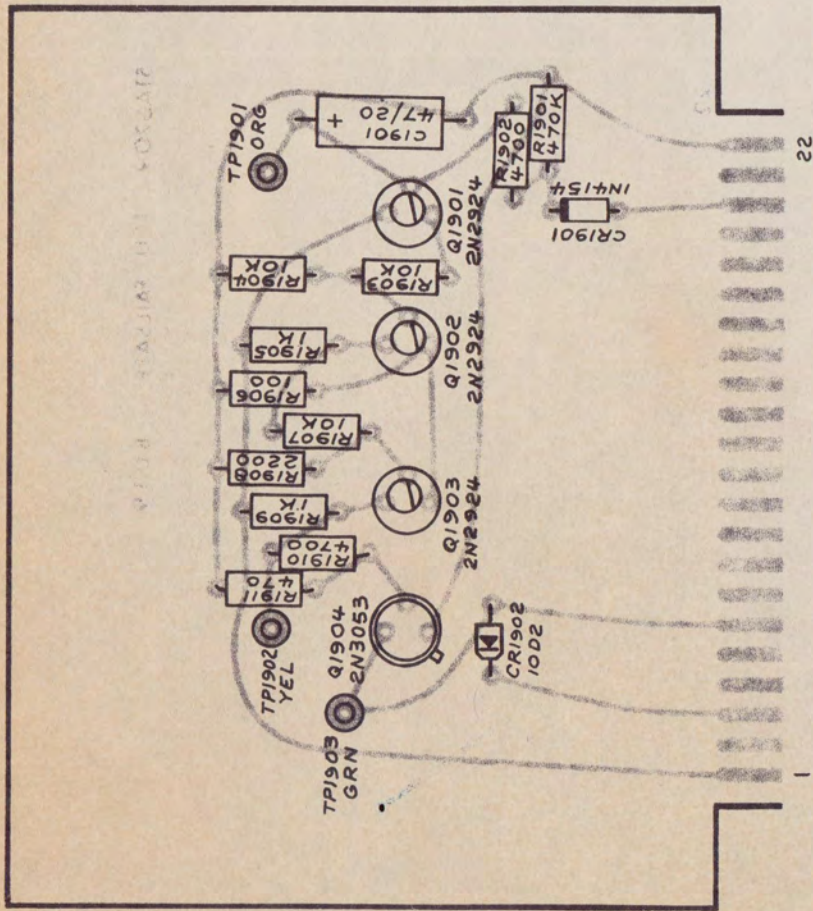 TP1901
ORG
+
C1901
47/20
R1902
4700
R1901
470K
1N4154
CR1901
22
Q1901
2N2924
R1904
10K
R1903
10K
R1905
1K
Q1902
2N2924
R1906
100
R1907
10K
R1908
2200
R1909
1K
Q1903
2N2924
R1910
4700
R1911
470
TP1902
YEL
Q1904
2N3053
CR1902
10D2
TP1903
GRN
1